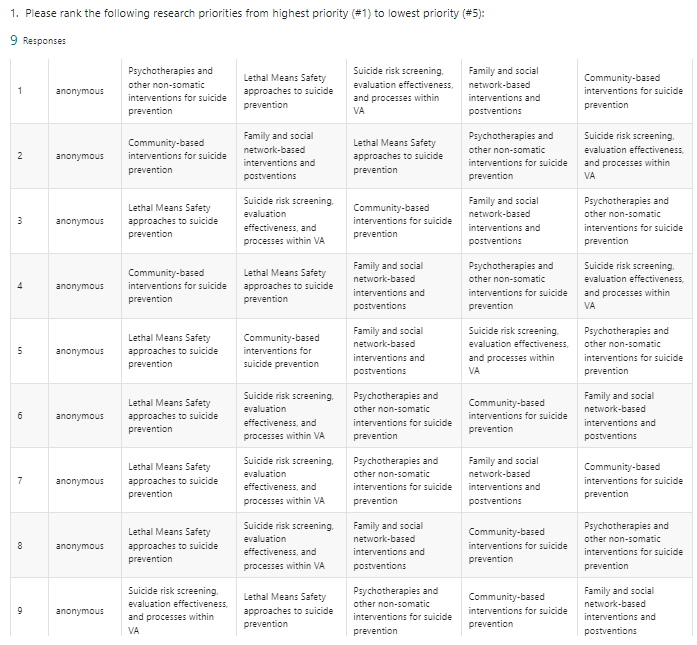 1. Please rank the following research priorities from highest priority (#1) to lowest priority (#5):
9 Responses
1
anonymous
Psychotherapies and
other non-somatic
interventions for suicide
prevention
Lethal Means Safety
approaches to suicide
prevention
Suicide risk screening,
evaluation effectiveness,
and processes within
VA
Family and social
network-based
interventions and
postventions
Community-based
interventions for suicide
prevention
2
anonymous
Community-based
interventions for suicide
prevention
Family and social
network-based
interventions and
postventions
Lethal Means Safety
approaches to suicide
prevention
Psychotherapies and
other non-somatic
interventions for suicide
prevention
Suicide risk screening,
evaluation effectiveness,
and processes within
VA
3
anonymous
Lethal Means Safety
approaches to suicide
prevention
Suicide risk screening,
evaluation
effectiveness, and
processes within VA
Community-based
interventions for suicide
prevention
Family and social
network-based
interventions and
postventions
Psychotherapies and
other non-somatic
interventions for suicide
prevention
4
anonymous
Community-based
interventions for suicide
prevention
Lethal Means Safety
approaches to suicide
prevention
Family and social
network-based
interventions and
postventions
Psychotherapies and
other non-somatic
interventions for suicide
prevention
Suicide risk screening,
evaluation effectiveness,
and processes within
VA
5
anonymous
Lethal Means Safety
approaches to suicide
prevention
Community-based
interventions for
suicide prevention
Family and social
network-based
interventions and
postventions
Suicide risk screening,
evaluation effectiveness,
and processes within
VA
Psychotherapies and
other non-somatic
interventions for suicide
prevention
6
anonymous
Lethal Means Safety
approaches to suicide
prevention
Suicide risk screening,
evaluation
effectiveness, and
processes within VA
Psychotherapies and
other non-somatic
interventions for suicide
prevention
Community-based
interventions for suicide
prevention
Family and social
network-based
interventions and
postventions
7
anonymous
Lethal Means Safety
approaches to suicide
prevention
Suicide risk screening,
evaluation
effectiveness, and
processes within VA
Psychotherapies and
other non-somatic
interventions for suicide
prevention
Family and social
network-based
interventions and
postventions
Community-based
interventions for suicide
prevention
8
anonymous
Lethal Means Safety
approaches to suicide
prevention
Suicide risk screening,
evaluation
effectiveness, and
processes within VA
Family and social
network-based
interventions and
postventions
Community-based
interventions for suicide
prevention
Psychotherapies and
other non-somatic
interventions for suicide
prevention
9
anonymous
Suicide risk screening,
evaluation effectiveness,
and processes within
VA
Lethal Means Safety
approaches to suicide
prevention
Psychotherapies and
other non-somatic
interventions for suicide
prevention
Community-based
interventions for suicide
prevention
Family and social
network-based
interventions and
postventions